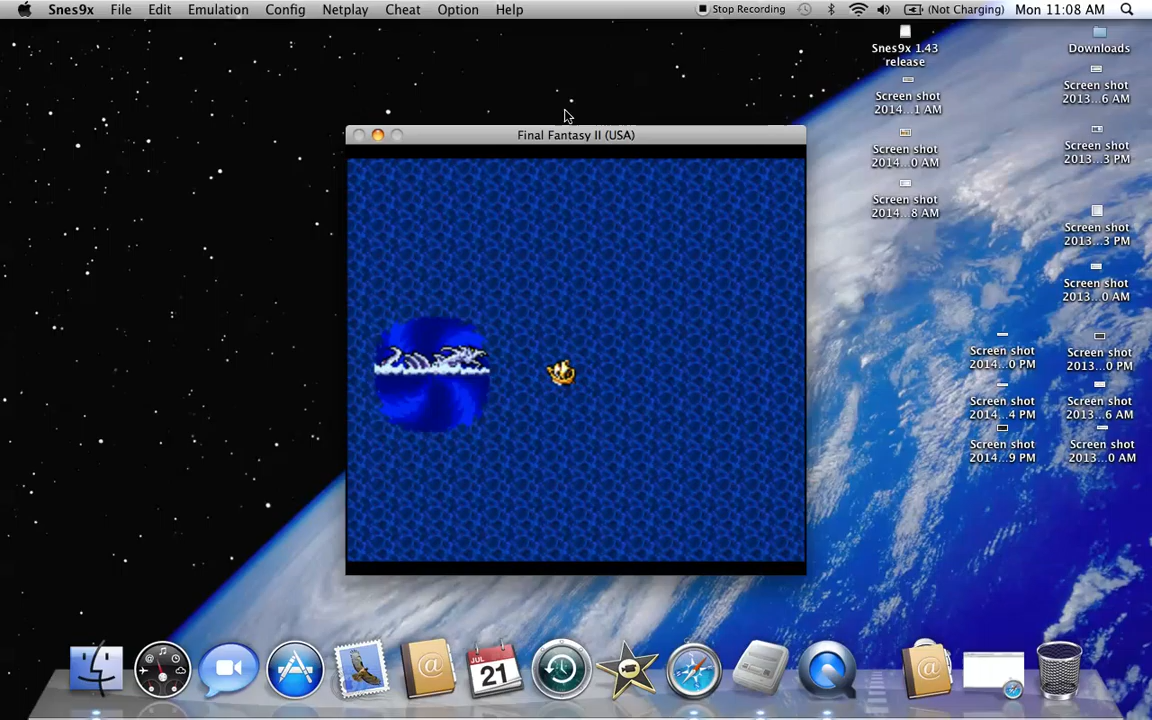 Snes9x File Edit Emulation Config Netplay Cheat Option Help Stop Recording (Not Charging) Mon 11:08 AM
Snes9x 1.43
release
Downloads
Screen shot
2014...1 AM
Screen shot
2013...6 AM
Screen shot
2014...0 AM
Screen shot
2013...3 PM
Screen shot
2014...8 AM
Screen shot
2013...3 PM
Screen shot
2013...0 AM
Screen shot
2014...0 PM
Screen shot
2013...0 PM
Screen shot
2014...4 PM
Screen shot
2013...6 AM
Screen shot
2014...9 PM
Screen shot
2013...0 AM
Final Fantasy II (USA)
JUL
21